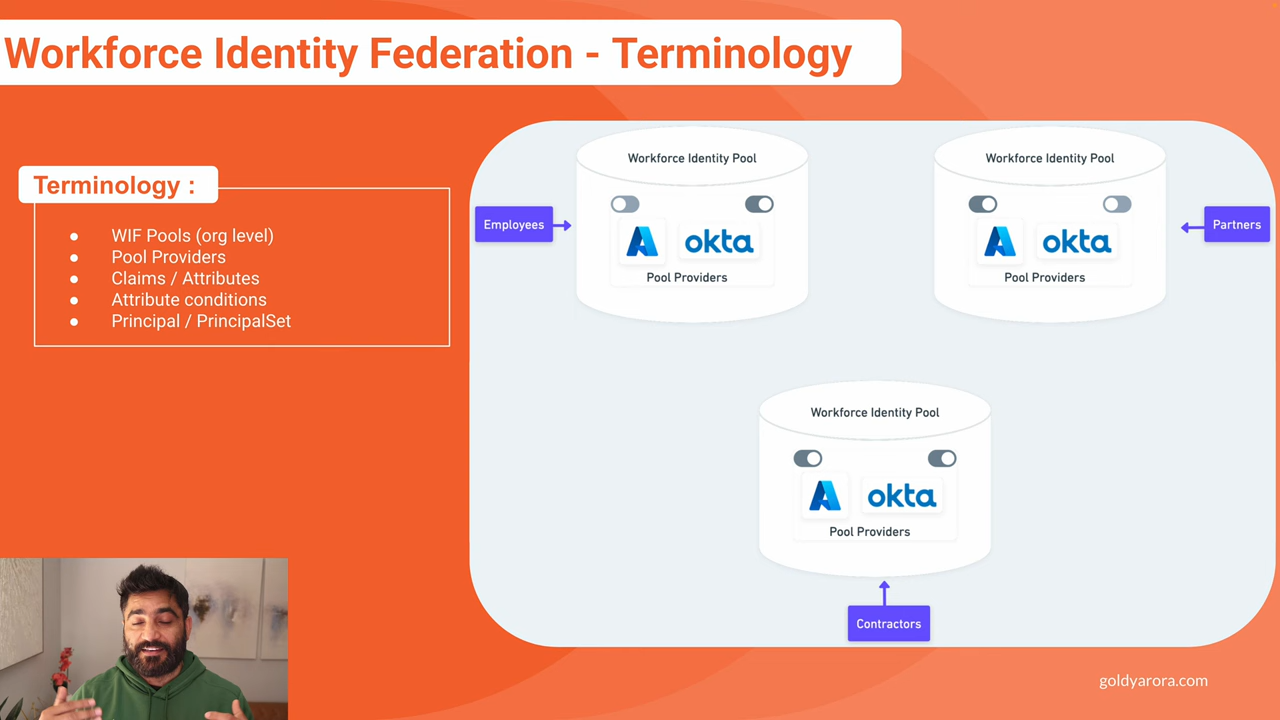 Workforce Identity Federation - Terminology
Terminology :
WIF Pools (org level)
Pool Providers
Claims / Attributes
Attribute conditions
Principal / PrincipalSet
Employees
Workforce Identity Pool
okta
Pool Providers
Workforce Identity Pool
okta
Pool Providers
Partners
Workforce Identity Pool
okta
Pool Providers
Contractors
goldyarora.com